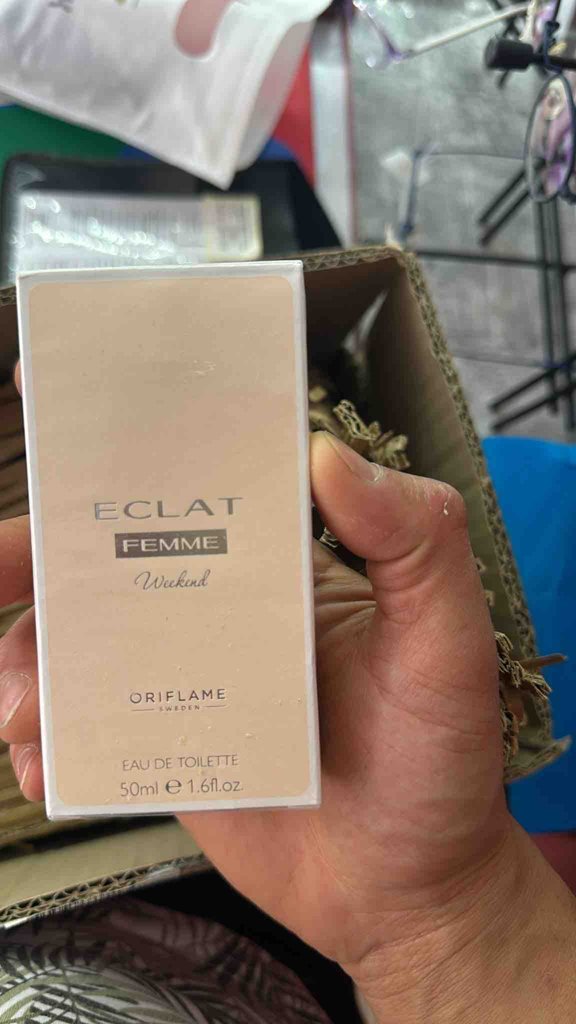 ECLAT
FEMME
Weekend
ORIFLAME
SWEDEN
EAU DE TOILETTE
50ml ℮ 1.6fl.oz.